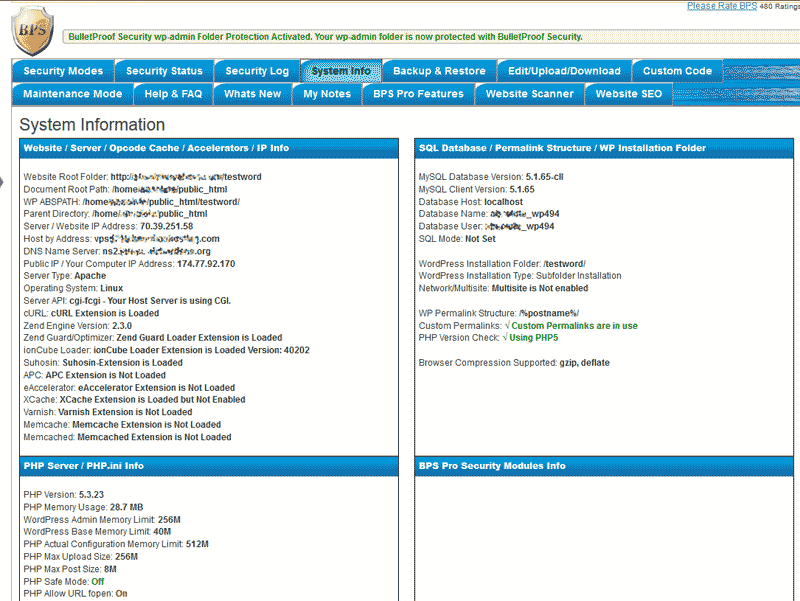 Please Rate BPS 480 Ratings
BPS
BulletProof Security wp-admin Folder Protection Activated. Your wp-admin folder is now protected with BulletProof Security.
Security Modes Security Status Security Log System Info Backup & Restore Edit/Upload/Download Custom Code
Maintenance Mode Help & FAQ Whats New My Notes BPS Pro Features Website Scanner Website SEO
System Information
Website / Server / Opcode Cache / Accelerators / IP Info
Website Root Folder: http:// /testword
Document Root Path: /home/ /public_html
WP ABSPATH: /home/ /public_html/testword/
Parent Directory: /home/ /public_html
Server / Website IP Address: 70.39.251.58
Host by Address: vps .com
DNS Name Server: ns2. .org
Public IP / Your Computer IP Address: 174.77.92.170
Server Type: Apache
Operating System: Linux
Server API: cgi-fcgi - Your Host Server is using CGI.
cURL: cURL Extension is Loaded
Zend Engine Version: 2.3.0
Zend Guard/Optimizer: Zend Guard Loader Extension is Loaded
ionCube Loader: ionCube Loader Extension is Loaded Version: 40202
Suhosin: Suhosin-Extension is Loaded
APC: APC Extension is Not Loaded
eAccelerator: eAccelerator Extension is Not Loaded
XCache: XCache Extension is Loaded but Not Enabled
Varnish: Varnish Extension is Not Loaded
Memcache: Memcache Extension is Not Loaded
Memcached: Memcached Extension is Not Loaded
SQL Database / Permalink Structure / WP Installation Folder
MySQL Database Version: 5.1.65-cll
MySQL Client Version: 5.1.65
Database Host: localhost
Database Name: _wp494
Database User: _wp494
SQL Mode: Not Set
WordPress Installation Folder: /testword/
WordPress Installation Type: Subfolder Installation
Network/Multisite: Multisite is Not enabled
WP Permalink Structure: /%postname%/
Custom Permalinks: √ Custom Permalinks are in use
PHP Version Check: √ Using PHP5
Browser Compression Supported: gzip, deflate
PHP Server / PHP.ini Info
PHP Version: 5.3.23
PHP Memory Usage: 28.7 MB
WordPress Admin Memory Limit: 256M
WordPress Base Memory Limit: 40M
PHP Actual Configuration Memory Limit: 512M
PHP Max Upload Size: 256M
PHP Max Post Size: 8M
PHP Safe Mode: Off
PHP Allow URL fopen: On
BPS Pro Security Modules Info